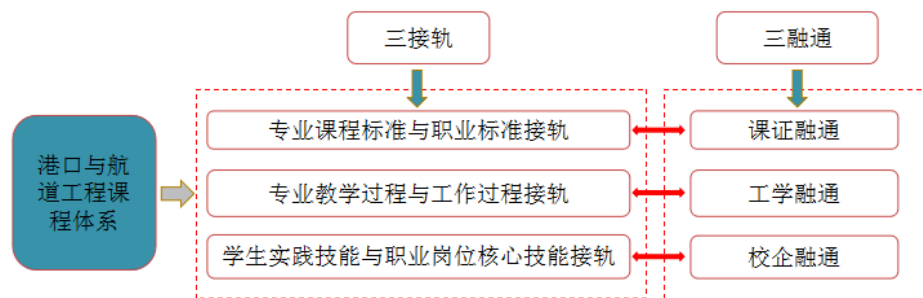 三接轨
三融通
专业课程标准与职业标准接轨
课证融通
港口与航
道工程课
程体系
专业教学过程与工作过程接轨
工学融通
学生实践技能与职业岗位核心技能接轨
校企融通